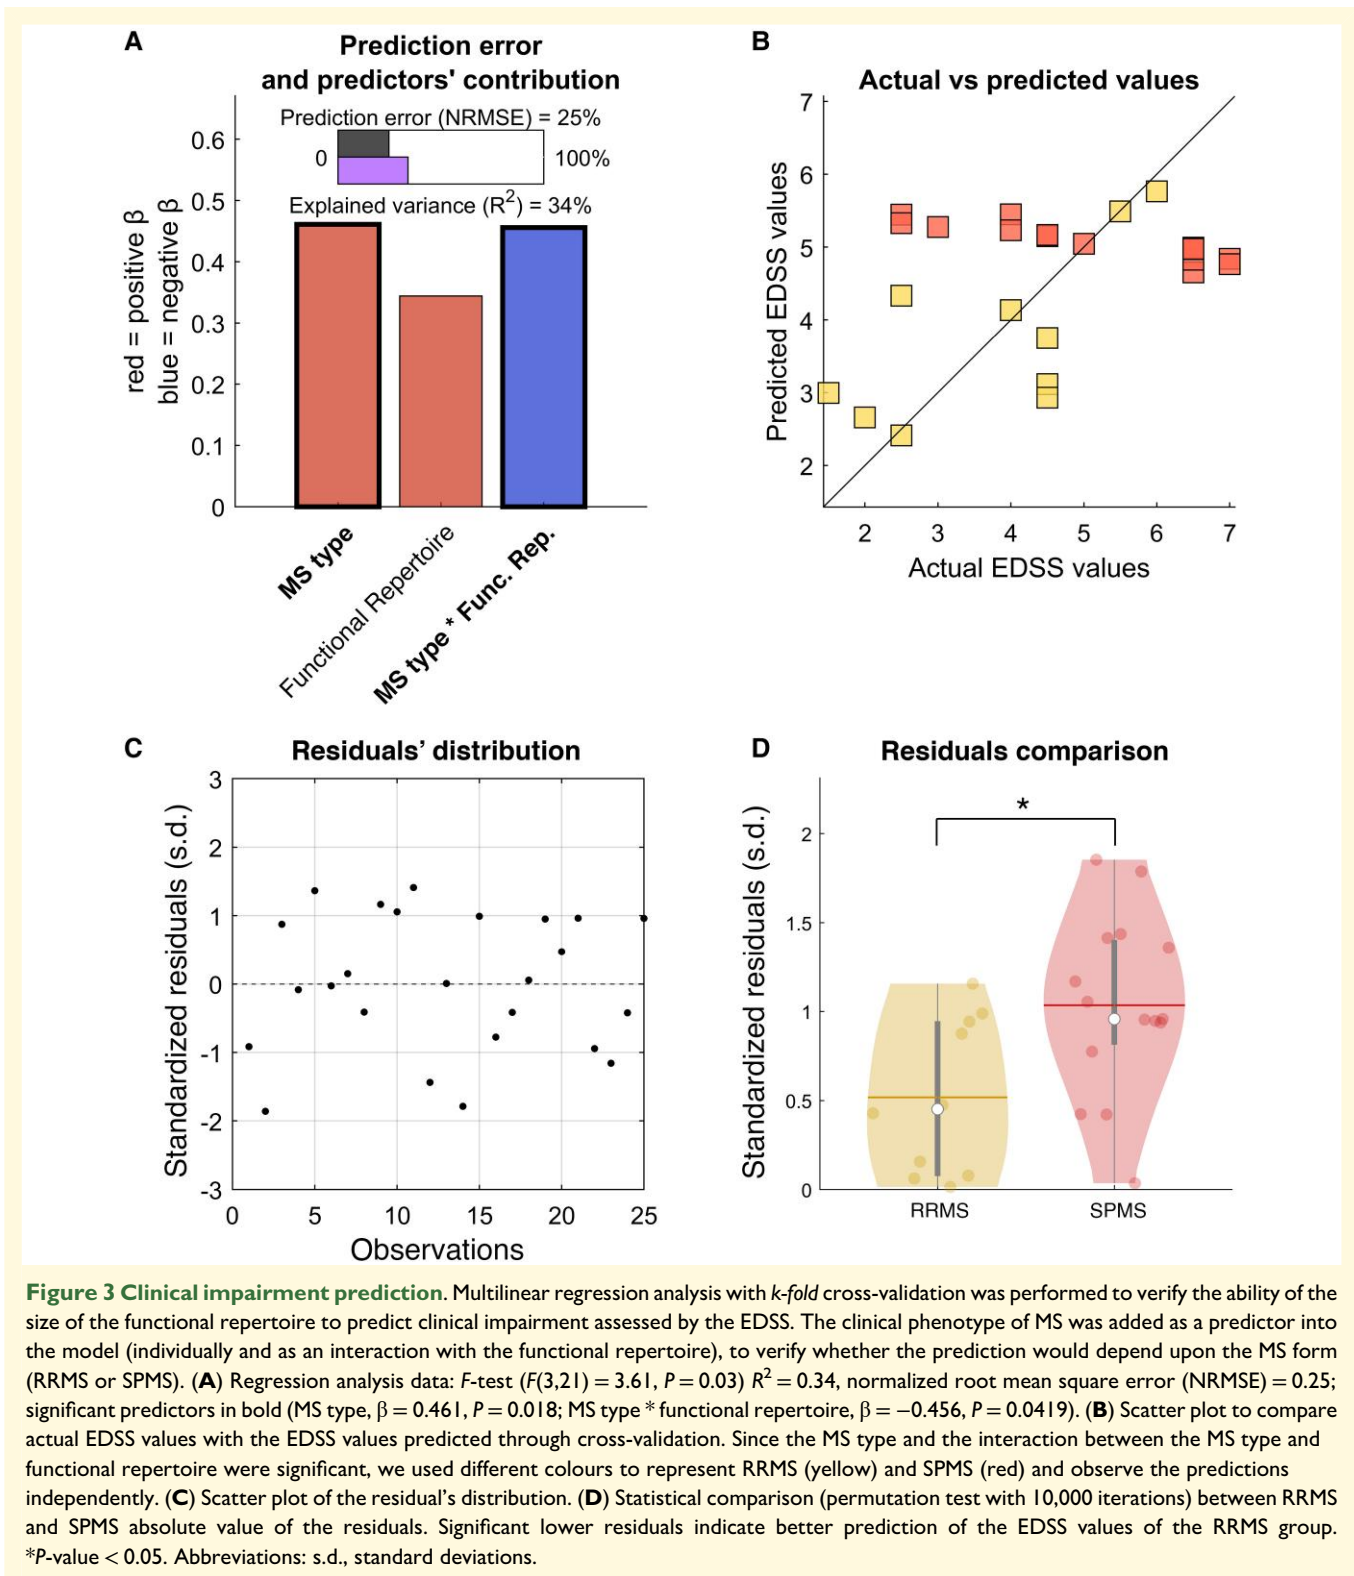 A
Prediction error
and predictors' contribution
Prediction error (NRMSE) = 25%
0
100%
Explained variance (R²) = 34%
red = positive β
blue = negative β
0.6
0.5
0.4
0.3
0.2
0.1
0
MS type
Functional Repertoire
MS type * Func. Rep.
B
Actual vs predicted values
Predicted EDSS values
7
6
5
4
3
2
2 3 4 5 6 7
Actual EDSS values
C
Residuals' distribution
Standardized residuals (s.d.)
3
2
1
0
-1
-2
-3
0 5 10 15 20 25
Observations
D
Residuals comparison
Standardized residuals (s.d.)
*
2
1.5
1
0.5
0
RRMS SPMS
Figure 3 Clinical impairment prediction. Multilinear regression analysis with k-fold cross-validation was performed to verify the ability of the
size of the functional repertoire to predict clinical impairment assessed by the EDSS. The clinical phenotype of MS was added as a predictor into
the model (individually and as an interaction with the functional repertoire), to verify whether the prediction would depend upon the MS form
(RRMS or SPMS). (A) Regression analysis data: F-test (F(3,21) = 3.61, P = 0.03) R² = 0.34, normalized root mean square error (NRMSE) = 0.25;
significant predictors in bold (MS type, β = 0.461, P = 0.018; MS type * functional repertoire, β = −0.456, P = 0.0419). (B) Scatter plot to compare
actual EDSS values with the EDSS values predicted through cross-validation. Since the MS type and the interaction between the MS type and
functional repertoire were significant, we used different colours to represent RRMS (yellow) and SPMS (red) and observe the predictions
independently. (C) Scatter plot of the residual's distribution. (D) Statistical comparison (permutation test with 10,000 iterations) between RRMS
and SPMS absolute value of the residuals. Significant lower residuals indicate better prediction of the EDSS values of the RRMS group.
*P-value < 0.05. Abbreviations: s.d., standard deviations.